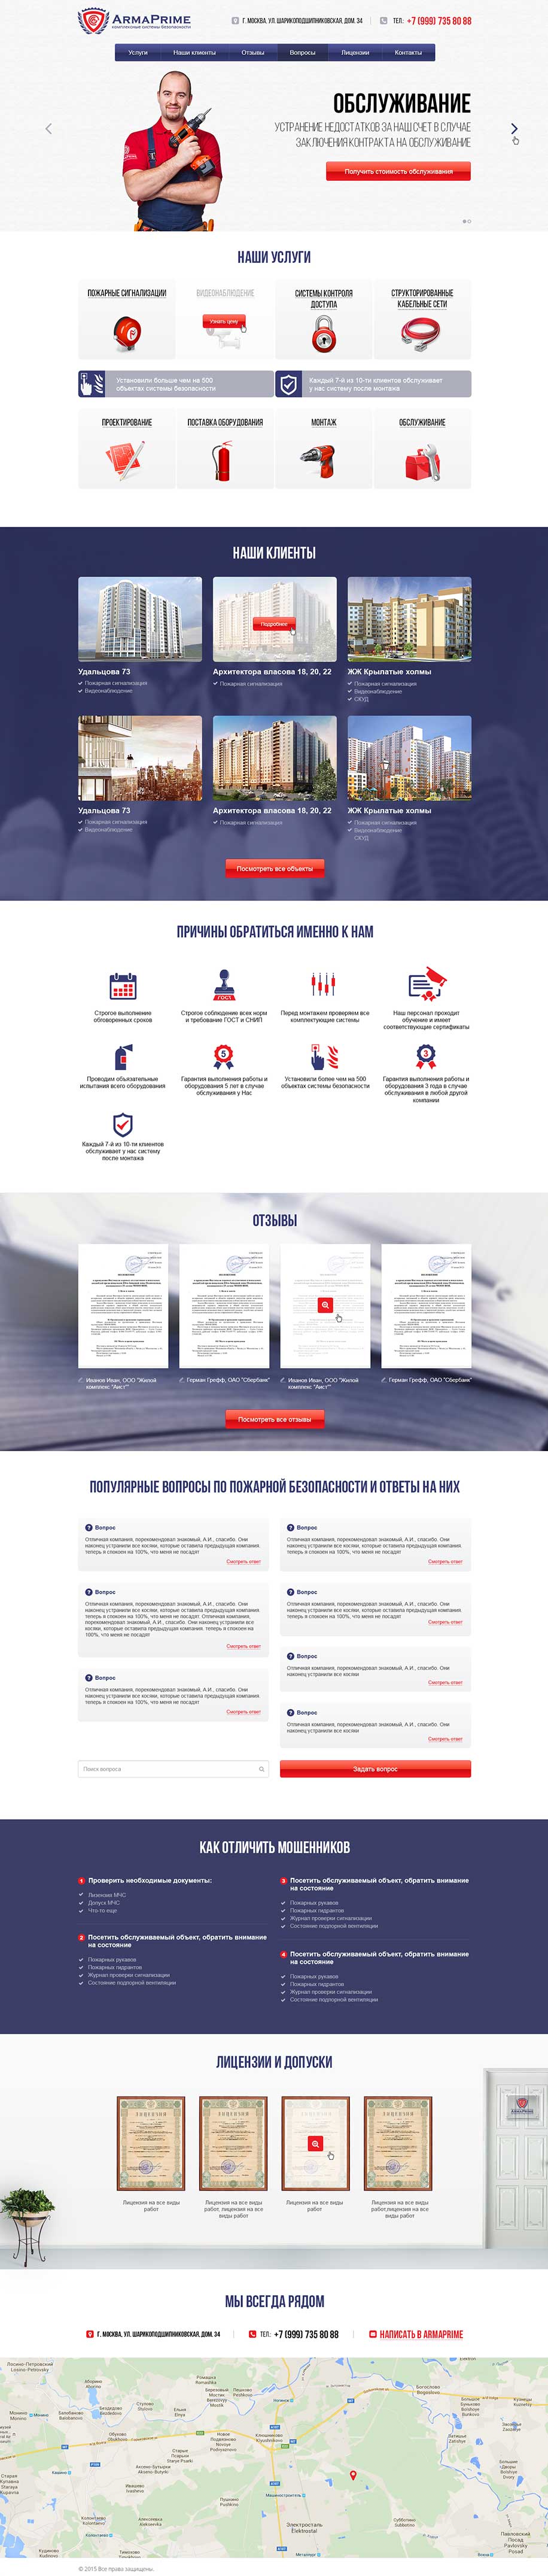 ArmaPrime
комплексные системы безопасности
Г. МОСКВА, УЛ. ШАРИКОПОДШИПНИКОВСКАЯ, ДОМ. 34
ТЕЛ.: +7 (999) 735 80 88
Услуги
Наши клиенты
Отзывы
Вопросы
Лицензии
Контакты
ОБСЛУЖИВАНИЕ
УСТРАНЕНИЕ НЕДОСТАТКОВ ЗА НАШ СЧЕТ В СЛУЧАЕ
ЗАКЛЮЧЕНИЯ КОНТРАКТА НА ОБСЛУЖИВАНИЕ
Получить стоимость обслуживания
НАШИ УСЛУГИ
ПОЖАРНЫЕ СИГНАЛИЗАЦИИ
ВИДЕОНАБЛЮДЕНИЕ
Узнать цену
СИСТЕМЫ КОНТРОЛЯ
ДОСТУПА
СТРУКТОРИРОВАННЫЕ
КАБЕЛЬНЫЕ СЕТИ
Установили больше чем на 500
объектах системы безопасности
Каждый 7-й из 10-ти клиентов обслуживает
у нас систему после монтажа
ПРОЕКТИРОВАНИЕ
ПОСТАВКА ОБОРУДОВАНИЯ
МОНТАЖ
ОБСЛУЖИВАНИЕ
НАШИ КЛИЕНТЫ
Подробнее
Удальцова 73
Пожарная сигнализация
Видеонаблюдение
Архитектора власова 18, 20, 22
Пожарная сигнализация
ЖЖ Крылатые холмы
Пожарная сигнализация
Видеонаблюдение
СКУД
Удальцова 73
Пожарная сигнализация
Видеонаблюдение
Архитектора власова 18, 20, 22
Пожарная сигнализация
ЖЖ Крылатые холмы
Пожарная сигнализация
Видеонаблюдение
СКУД
Посмотреть все объекты
ПРИЧИНЫ ОБРАТИТЬСЯ ИМЕННО К НАМ
Строгое выполнение
обговоренных сроков
ГОСТ
Строгое соблюдение всех норм
и требование ГОСТ и СНИП
Перед монтажем проверяем все
комплектующие системы
Наш персонал проходит
обучение и имеет
соответствующие сертификаты
Проводим обязательные
испытания всего оборудования
5
Гарантия выполнения работы и
оборудования 5 лет в случае
обслуживания у Нас
Установили более чем на 500
объектах системы безопасности
3
Гарантия выполнения работы и
оборудования 3 года в случае
обслуживания в любой другой
компании
Каждый 7-й из 10-ти клиентов
обслуживает у нас систему
после монтажа
ОТЗЫВЫ
Иванов Иван, ООО "Жилой
комплекс "Аист""
Герман Грефф, ОАО "Сбербанк"
Иванов Иван, ООО "Жилой
комплекс "Аист""
Герман Грефф, ОАО "Сбербанк"
Посмотреть все отзывы
ПОПУЛЯРНЫЕ ВОПРОСЫ ПО ПОЖАРНОЙ БЕЗОПАСНОСТИ И ОТВЕТЫ НА НИХ
Вопрос
Отличная компания, порекомендовал знакомый, А.И., спасибо. Они
наконец устранили все косяки, которые оставила предыдущая компания.
теперь я спокоен на 100%, что меня не посадят
Смотреть ответ
Вопрос
Отличная компания, порекомендовал знакомый, А.И., спасибо. Они
наконец устранили все косяки, которые оставила предыдущая компания.
теперь я спокоен на 100%, что меня не посадят
Смотреть ответ
Вопрос
Отличная компания, порекомендовал знакомый, А.И., спасибо. Они
наконец устранили все косяки, которые оставила предыдущая компания.
теперь я спокоен на 100%, что меня не посадят. Отличная компания,
порекомендовал знакомый, А.И., спасибо. Они наконец устранили все
косяки, которые оставила предыдущая компания. теперь я спокоен на
100%, что меня не посадят
Смотреть ответ
Вопрос
Отличная компания, порекомендовал знакомый, А.И., спасибо. Они
наконец устранили все косяки, которые оставила предыдущая компания.
теперь я спокоен на 100%, что меня не посадят
Смотреть ответ
Вопрос
Отличная компания, порекомендовал знакомый, А.И., спасибо. Они
наконец устранили все косяки
Смотреть ответ
Вопрос
Отличная компания, порекомендовал знакомый, А.И., спасибо. Они
наконец устранили все косяки, которые оставила предыдущая компания.
теперь я спокоен на 100%, что меня не посадят
Смотреть ответ
Вопрос
Отличная компания, порекомендовал знакомый, А.И., спасибо. Они
наконец устранили все косяки
Смотреть ответ
Поиск вопроса
Задать вопрос
КАК ОТЛИЧИТЬ МОШЕННИКОВ
1 Проверить необходимые документы:
Лизензия МЧС
Допуск МЧС
Что-то еще
2 Посетить обслуживаемый объект, обратить внимание
на состояние
Пожарных рукавов
Пожарных гидрантов
Журнал проверки сигнализации
Состояние подпорной вентиляции
3 Посетить обслуживаемый объект, обратить внимание
на состояние
Пожарных рукавов
Пожарных гидрантов
Журнал проверки сигнализации
Состояние подпорной вентиляции
4 Посетить обслуживаемый объект, обратить внимание
на состояние
Пожарных рукавов
Пожарных гидрантов
Журнал проверки сигнализации
Состояние подпорной вентиляции
ЛИЦЕНЗИИ И ДОПУСКИ
ArmaPrime
Лицензия на все виды
работ
Лицензия на все виды
работ, лицензия на все
виды работ
Лицензия на все виды
работ
Лицензия на все виды
работ,лицензия на все
виды работ
МЫ ВСЕГДА РЯДОМ
Г. МОСКВА, УЛ. ШАРИКОПОДШИПНИКОВСКАЯ, ДОМ. 34
ТЕЛ.: +7 (999) 735 80 88
НАПИСАТЬ В ARMAPRIME
Электросталь
Elektrostal
Павловский
Посад
Pavlovsky
Posad
© 2015 Все права защищены.